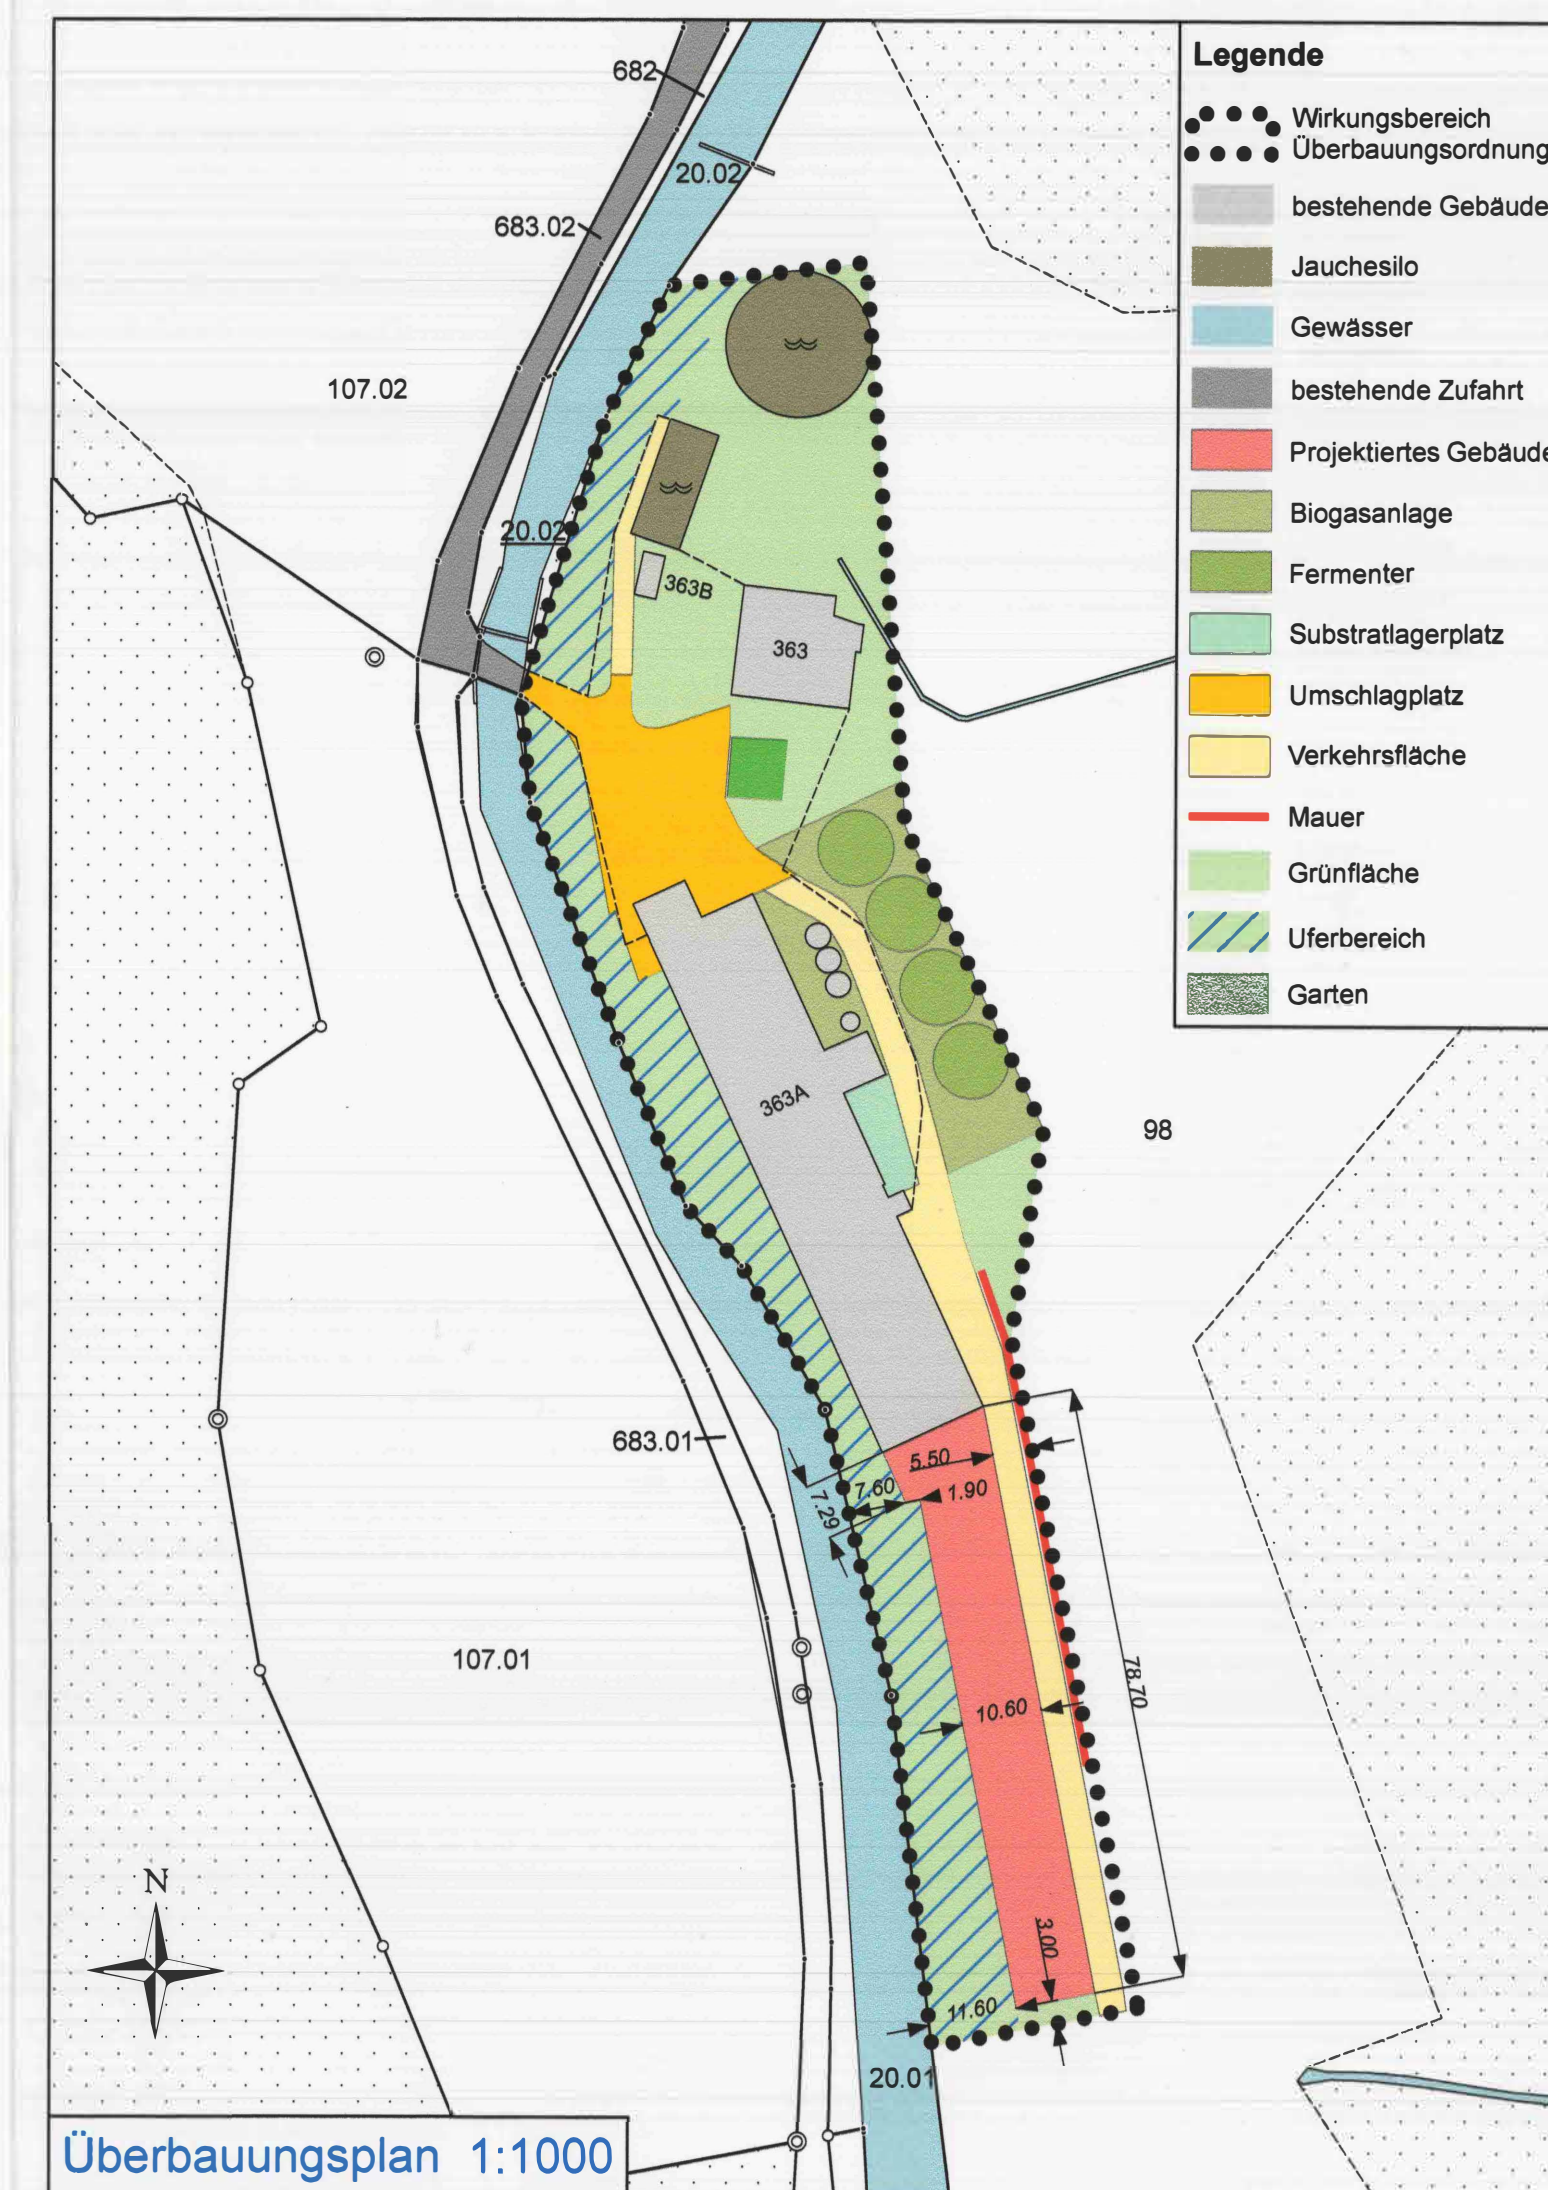 Legende
Wirkungsbereich
Überbauungsordnung
bestehende Gebäude
Jauchesilo
Gewässer
bestehende Zufahrt
Projektiertes Gebäude
Biogasanlage
Fermenter
Substratlagerplatz
Umschlagplatz
Verkehrsfläche
Mauer
Grünfläche
Uferbereich
Garten
682
20.02
683.02
107.02
20.02
363B
363
363A
98
683.01
5.50
7.60
1.90
7.29
107.01
78.70
10.60
N
3.00
11.60
20.01
Überbauungsplan 1:1000